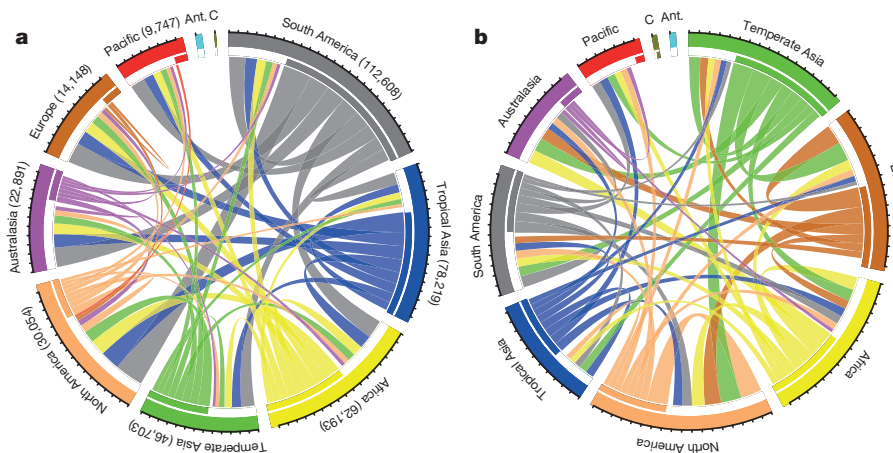 a
Pacific (9,747)
Ant.
C
South America (112,608)
Tropical Asia (78,219)
Africa (62,193)
Temperate Asia (46,703)
North America (30,054)
Australasia (22,891)
Europe (14,148)
b
Pacific
C
Ant.
Temperate Asia
Africa
North America
Tropical Asia
South America
Australasia